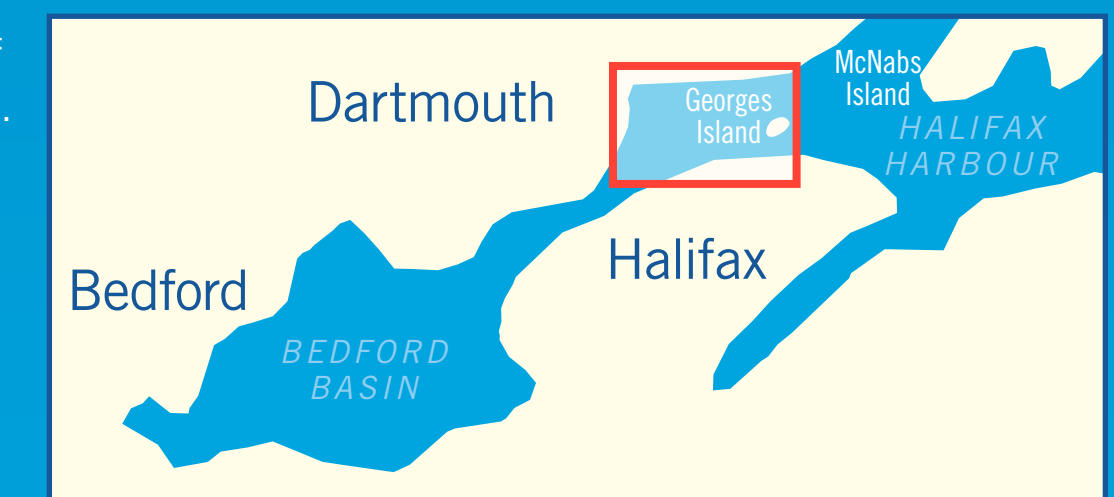 :
.
Dartmouth
Georges
Island
McNabs
Island
HALIFAX
HARBOUR
Halifax
Bedford
BEDFORD
BASIN